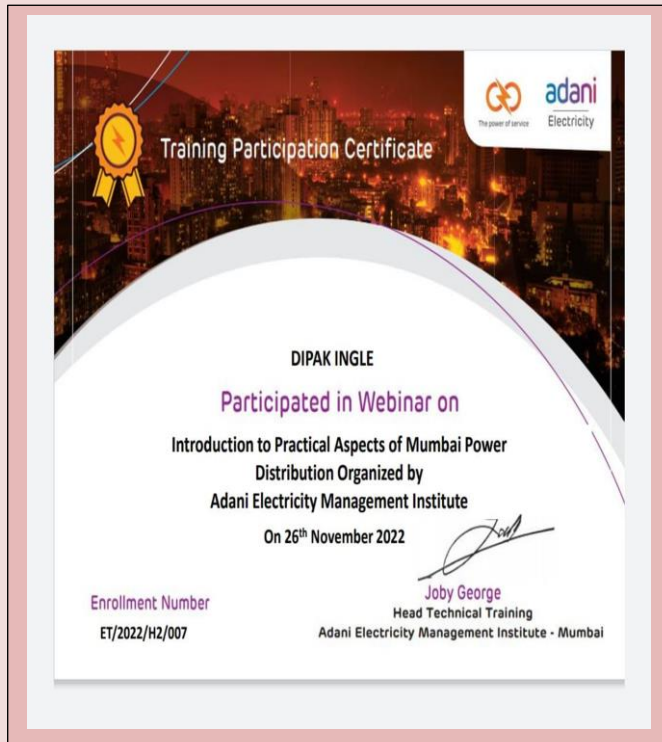 The power of service
adani
Electricity
Training Participation Certificate
DIPAK INGLE
Participated in Webinar on
Introduction to Practical Aspects of Mumbai Power
Distribution Organized by
Adani Electricity Management Institute
On 26th November 2022
Joby George
Head Technical Training
Adani Electricity Management Institute - Mumbai
Enrollment Number
ET/2022/H2/007